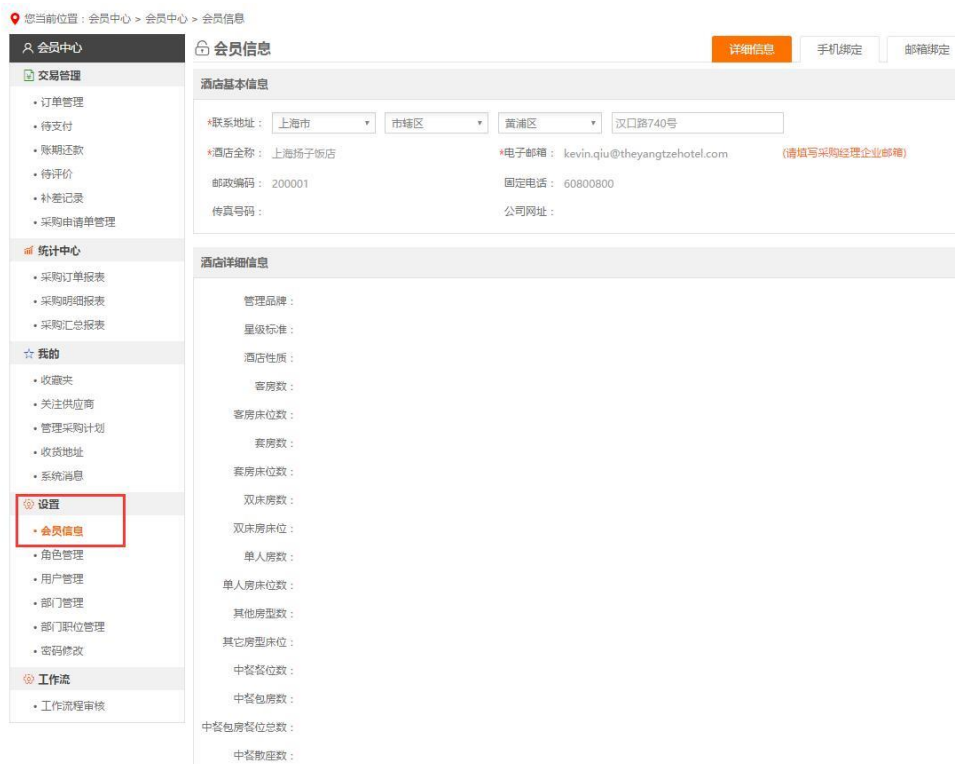 您当前位置：会员中心 > 会员中心 > 会员信息
会员中心
交易管理
• 订单管理
• 待支付
• 账期还款
• 待评价
• 补差记录
• 采购申请单管理
统计中心
• 采购订单报表
• 采购明细报表
• 采购汇总报表
我的
• 收藏夹
• 关注供应商
• 管理采购计划
• 收货地址
• 系统消息
设置
• 会员信息
• 角色管理
• 用户管理
• 部门管理
• 部门职位管理
• 密码修改
工作流
• 工作流程审核
会员信息 详细信息 手机绑定 邮箱绑定
酒店基本信息
*联系地址： 上海市 市辖区 黄浦区 汉口路740号
*酒店全称： 上海扬子饭店 *电子邮箱： kevin.qiu@theyangtzehotel.com (请填写采购经理企业邮箱)
邮政编码： 200001 固定电话： 60800800
传真号码： 公司网址：
酒店详细信息
管理品牌：
星级标准：
酒店性质：
客房数：
客房床位数：
套房数：
套房床位数：
双床房数：
双床房床位：
单人房数：
单人房床位数：
其他房型数：
其它房型床位：
中餐餐位数：
中餐包房数：
中餐包房餐位总数：
中餐散座数：